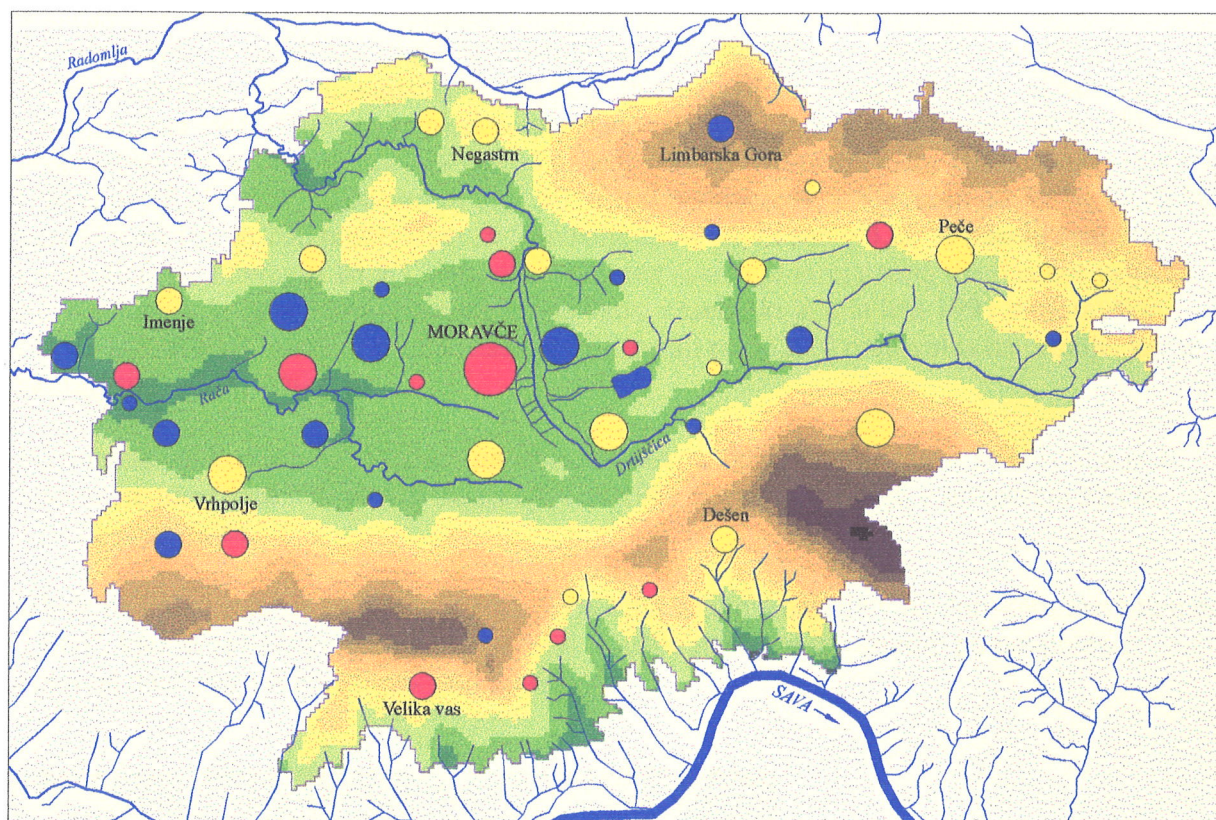 Radomlja
Negastrn
Limbarska Gora
Peče
Imenje
MORAVČE
Rača
Drtijščica
Vrhpolje
Dešen
Velika vas
SAVA